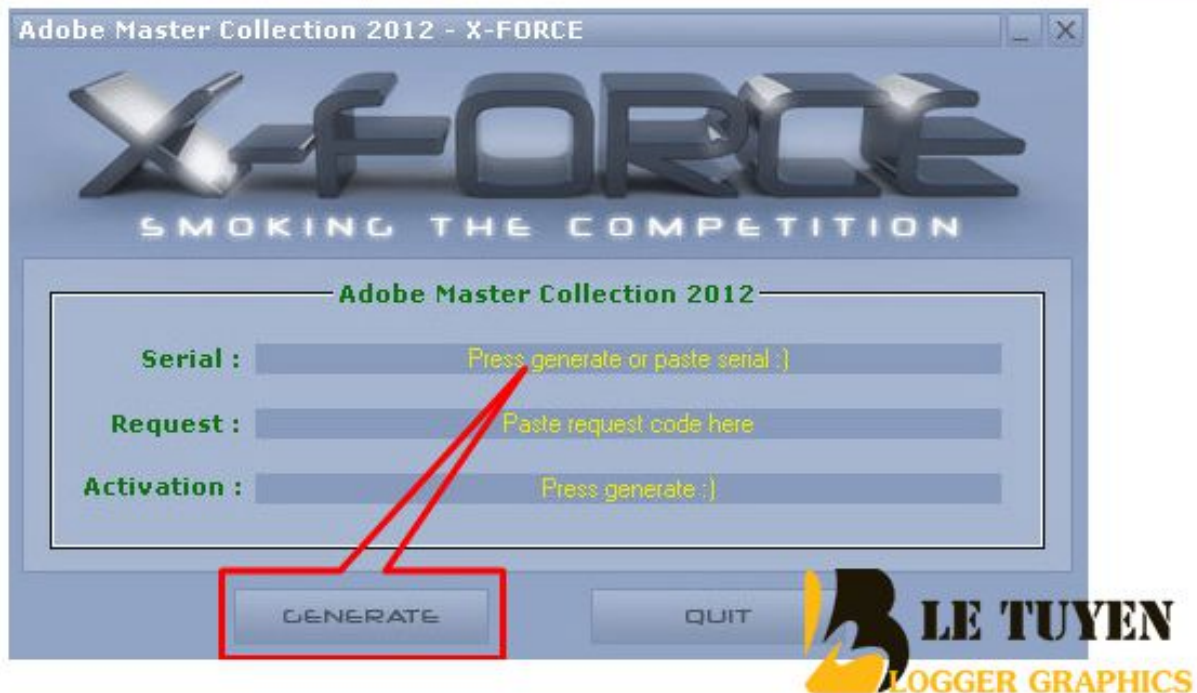 Adobe Master Collection 2012 - X-FORCE
X-FORCE
SMOKING THE COMPETITION
Adobe Master Collection 2012
Serial : Press generate or paste serial :)
Request : Paste request code here
Activation : Press generate :)
GENERATE QUIT
LE TUYEN
LOGGER GRAPHICS